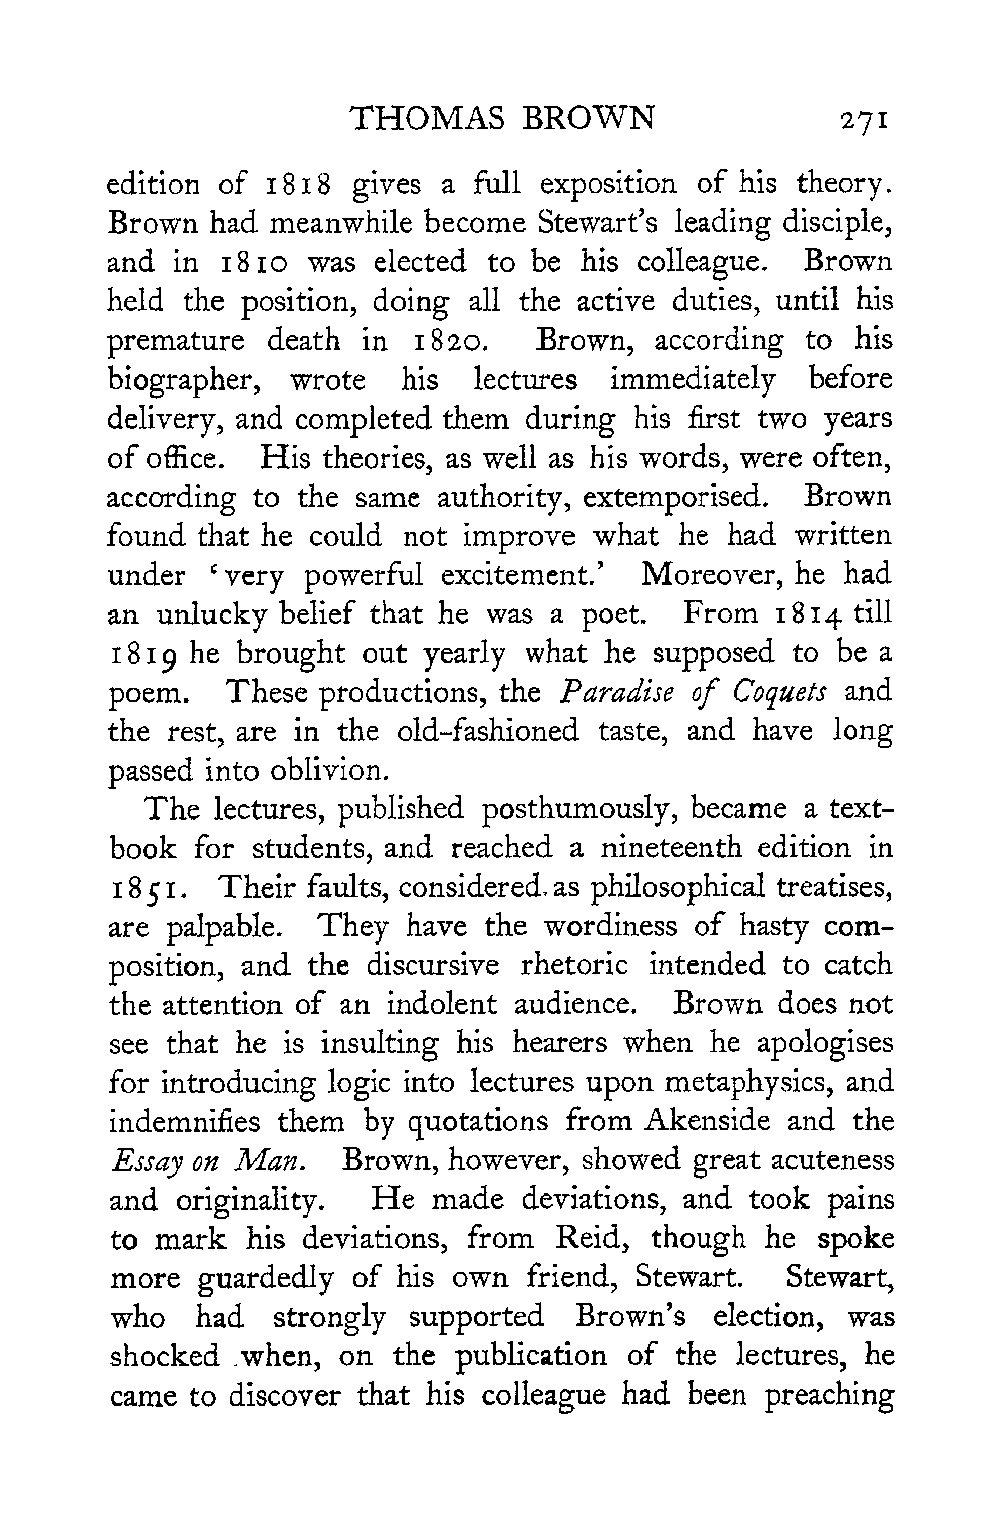 THOMAS BROWN 271
edition of 1818 gives a full exposition of his theory.
Brown had meanwhile become Stewart's leading disciple,
and in 1810 was elected to be his colleague. Brown
held the position, doing all the active duties, until his
premature death in 1820. Brown, according to his
biographer, wrote his lectures immediately before
delivery, and completed them during his first two years
of office. His theories, as well as his words, were often,
according to the same authority, extemporised. Brown
found that he could not improve what he had written
under ‘very powerful excitement.’ Moreover, he had
an unlucky belief that he was a poet. From 1814 till
1819 he brought out yearly what he supposed to be a
poem. These productions, the Paradise of Coquets and
the rest, are in the old-fashioned taste, and have long
passed into oblivion.
The lectures, published posthumously, became a text-
book for students, and reached a nineteenth edition in
1851. Their faults, considered as philosophical treatises,
are palpable. They have the wordiness of hasty com-
position, and the discursive rhetoric intended to catch
the attention of an indolent audience. Brown does not
see that he is insulting his hearers when he apologises
for introducing logic into lectures upon metaphysics, and
indemnifies them by quotations from Akenside and the
Essay on Man. Brown, however, showed great acuteness
and originality. He made deviations, and took pains
to mark his deviations, from Reid, though he spoke
more guardedly of his own friend, Stewart. Stewart,
who had strongly supported Brown's election, was
shocked when, on the publication of the lectures, he
came to discover that his colleague had been preaching